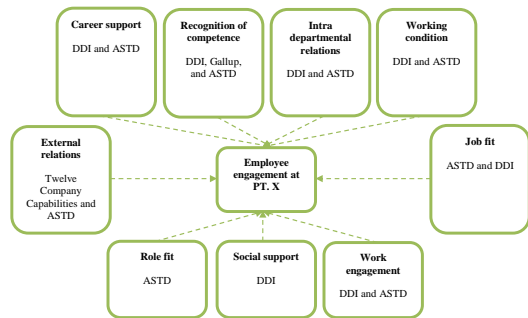 Career support
DDI and ASTD
Recognition of
competence
DDI, Gallup,
and ASTD
Intra
departmental
relations
DDI and ASTD
Working
condition
DDI and ASTD
External
relations
Twelve
Company
Capabilities and
ASTD
Employee
engagement at
PT. X
Job fit
ASTD and DDI
Role fit
ASTD
Social support
DDI
Work
engagement
DDI and ASTD